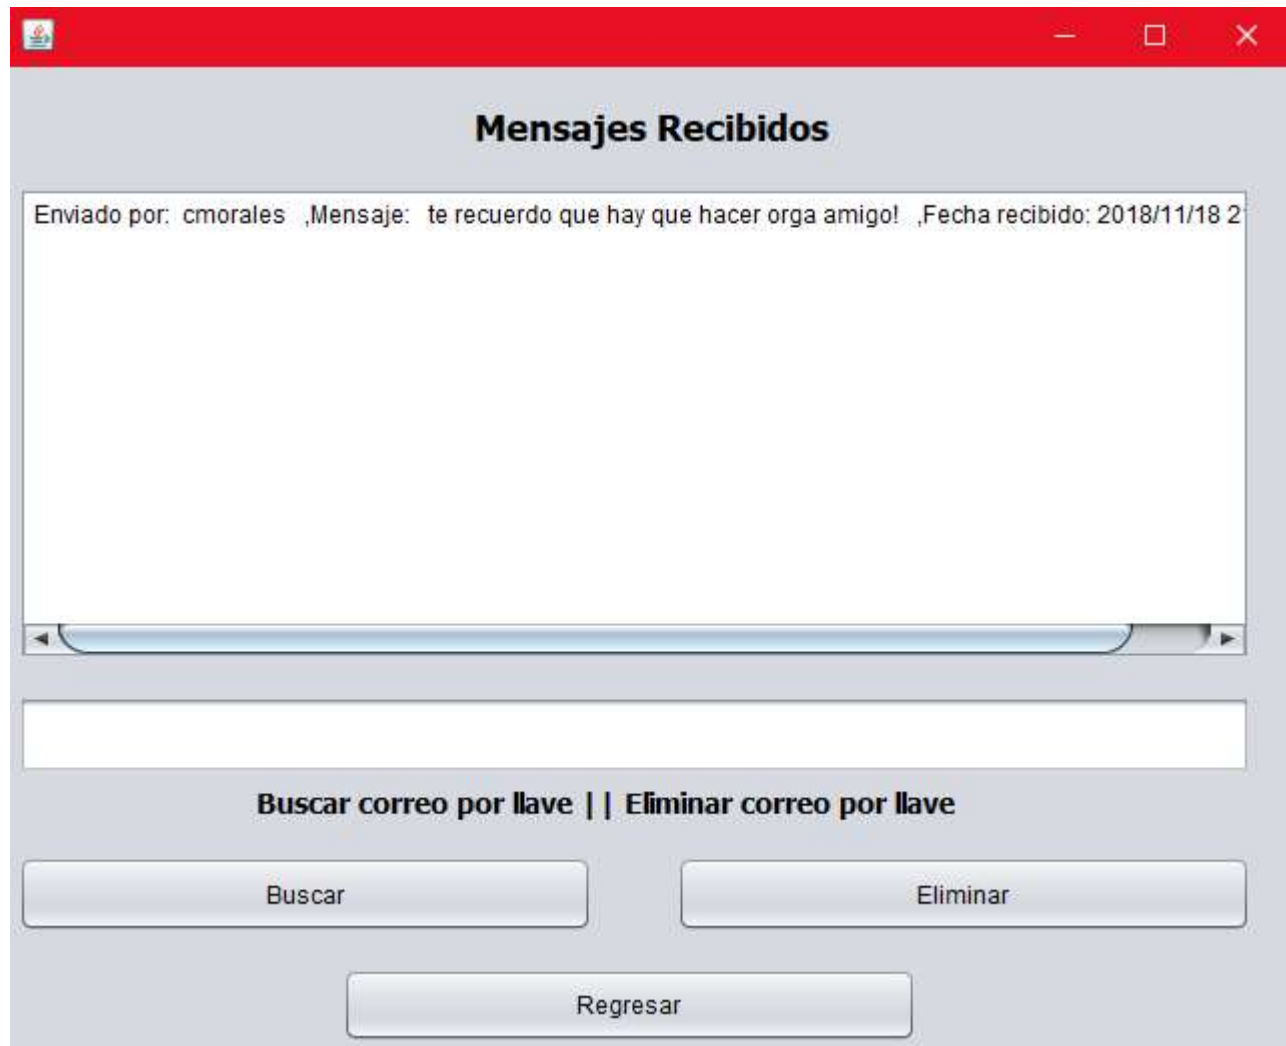 Mensajes Recibidos
Enviado por: cmorales ,Mensaje: te recuerdo que hay que hacer orga amigo! ,Fecha recibido: 2018/11/18 2
Buscar correo por llave || Eliminar correo por llave
Buscar
Eliminar
Regresar